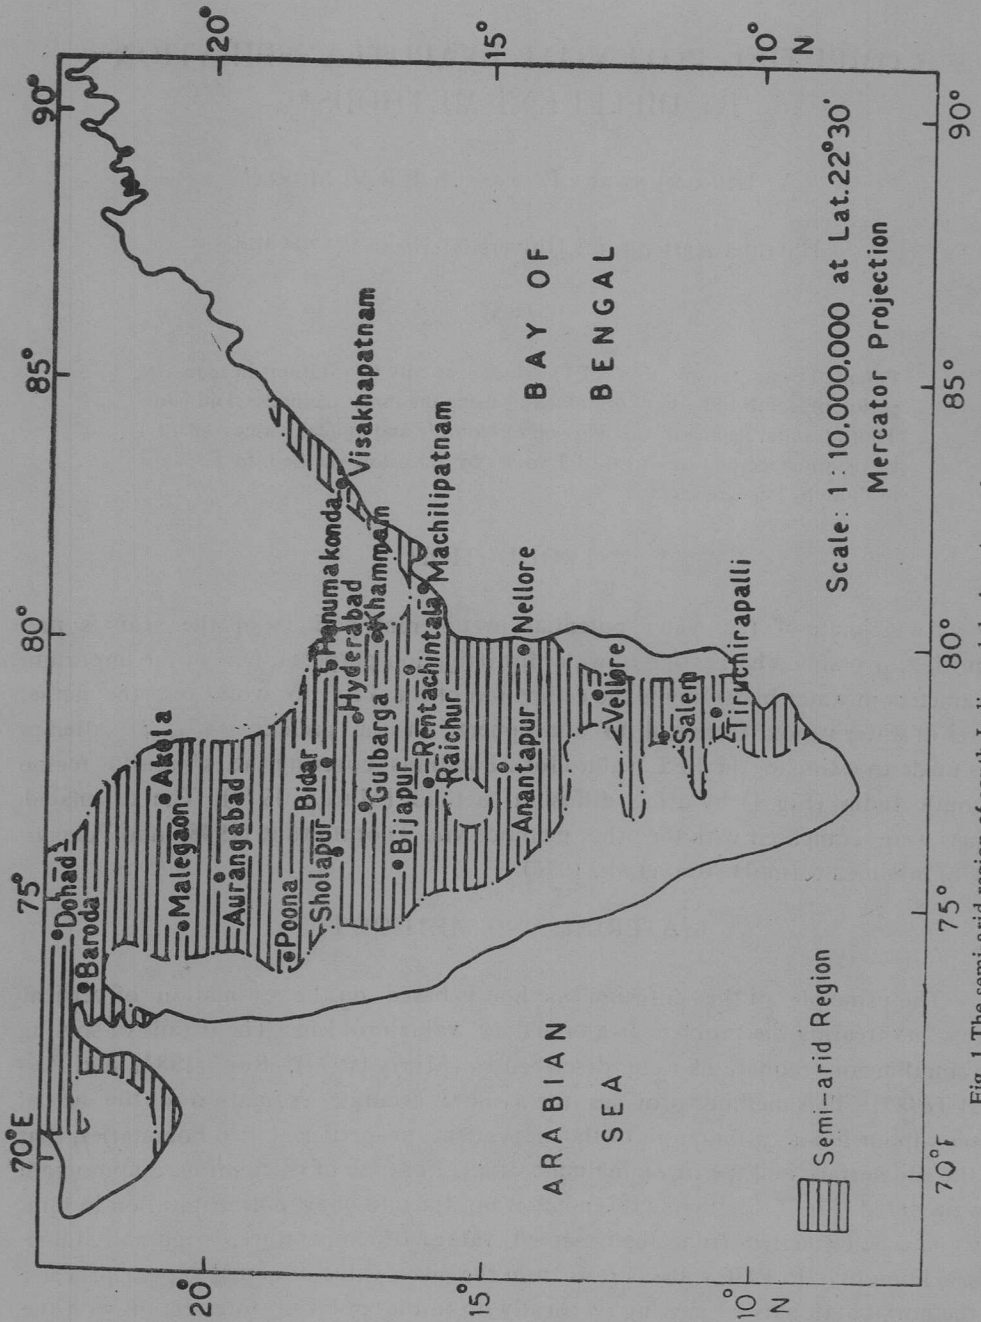 70°E
75°
80°
85°
90°
20°
20°
Dohad
Baroda
Akola
Malegaon
Aurangabad
Poona
Sholapur
Bidar
Hanumakonda
Hyderabad
Visakhapatnam
Gulbarga
Khammam
Bijapur
Rentachintala
Machilipatnam
Raichur
15°
15°
ARABIAN
SEA
BAY OF
BENGAL
Anantapur
Nellore
Vellore
Salem
Tiruchirapalli
10°
N
10°
N
Semi-arid Region
Scale: 1 : 10,000,000 at Lat. 22°30'
Mercator Projection
70°E
75°
80°
85°
90°